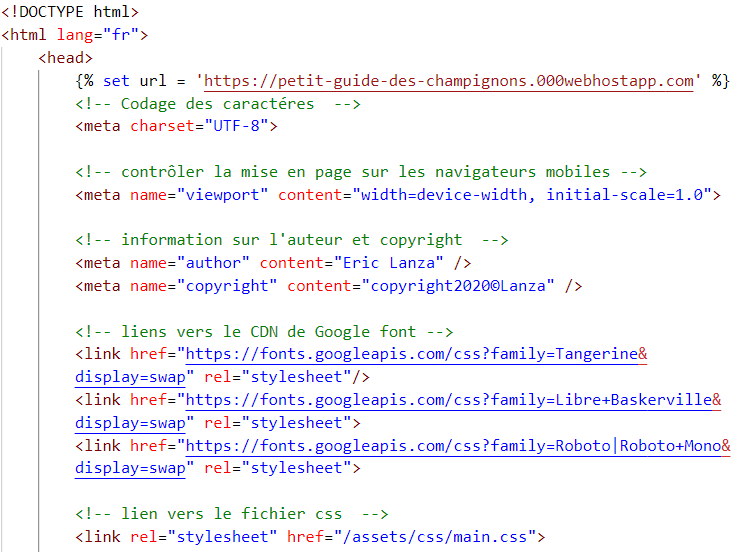 <!DOCTYPE html>
<html lang="fr">
<head>
{% set url = 'https://petit-guide-des-champignons.000webhostapp.com' %}
<!-- Codage des caractéres  -->
<meta charset="UTF-8">
<!-- contrôler la mise en page sur les navigateurs mobiles -->
<meta name="viewport" content="width=device-width, initial-scale=1.0">
<!-- information sur l'auteur et copyright  -->
<meta name="author" content="Eric Lanza" />
<meta name="copyright" content="copyright2020©Lanza" />
<!-- liens vers le CDN de Google font -->
<link href="https://fonts.googleapis.com/css?family=Tangerine&
display=swap" rel="stylesheet"/>
<link href="https://fonts.googleapis.com/css?family=Libre+Baskerville&
display=swap" rel="stylesheet">
<link href="https://fonts.googleapis.com/css?family=Roboto|Roboto+Mono&
display=swap" rel="stylesheet">
<!-- lien vers le fichier css  -->
<link rel="stylesheet" href="/assets/css/main.css">